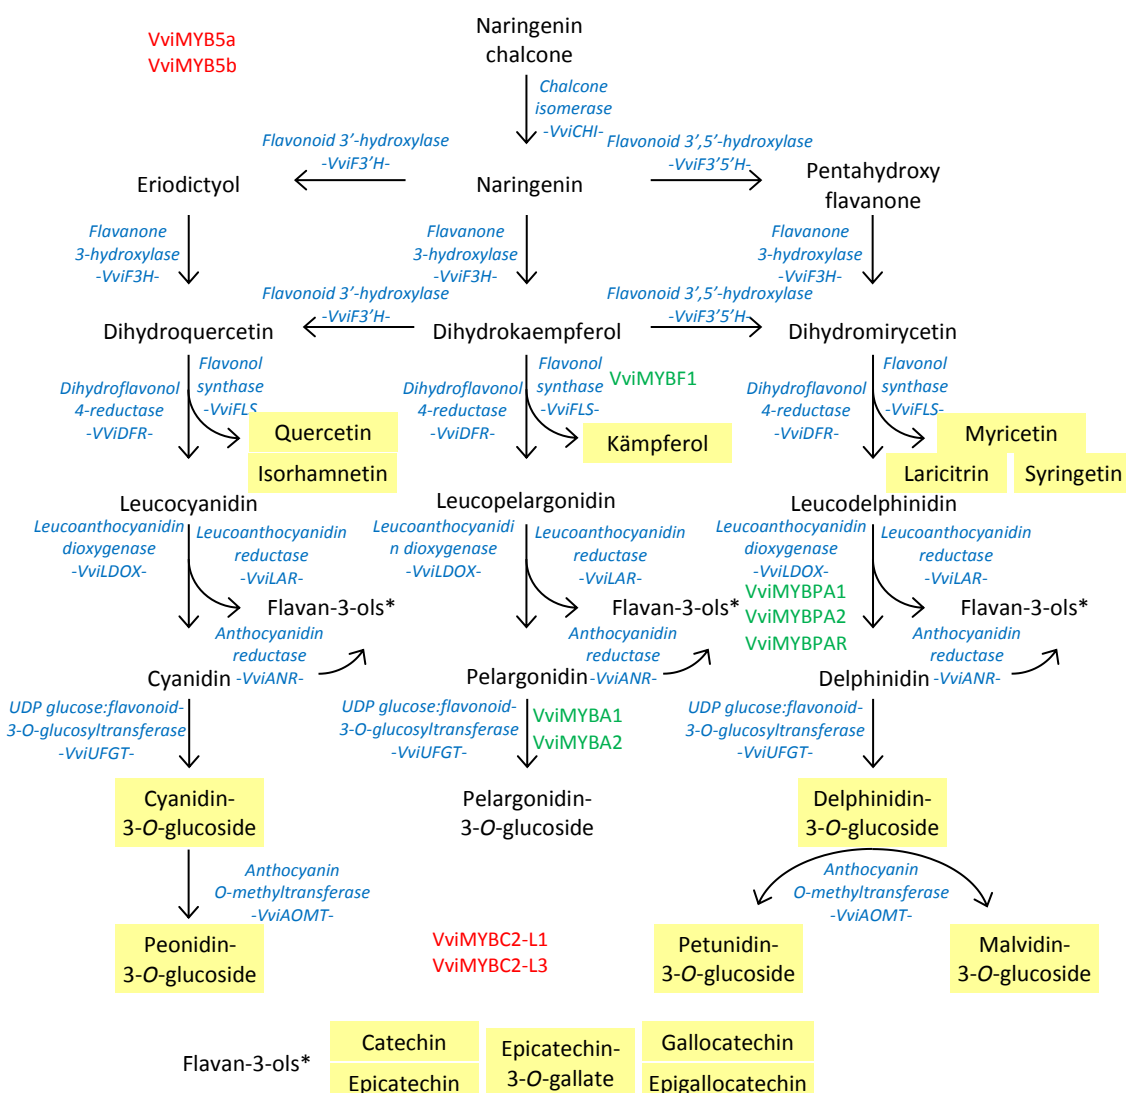 VviMYB5a
VviMYB5b
Naringenin
chalcone
Chalcone
isomerase
-VviCHI-
Flavonoid 3’-hydroxylase
-VviF3’H-
Flavonoid 3’,5’-hydroxylase
-VviF3’5’H-
Eriodictyol
Naringenin
Pentahydroxy
flavanone
Flavanone
3-hydroxylase
-VviF3H-
Flavanone
3-hydroxylase
-VviF3H-
Flavanone
3-hydroxylase
-VviF3H-
Flavonoid 3’-hydroxylase
-VviF3’H-
Flavonoid 3’,5’-hydroxylase
-VviF3’5’H-
Dihydroquercetin
Dihydrokaempferol
Dihydromirycetin
Dihydroflavonol
4-reductase
-VViDFR-
Flavonol
synthase
-VviFLS
Quercetin
Isorhamnetin
Dihydroflavonol
4-reductase
-VviDFR-
Flavonol
synthase
-VviFLS-
VviMYBF1
Kämpferol
Dihydroflavonol
4-reductase
-VviDFR-
Flavonol
synthase
-VviFLS-
Myricetin
Laricitrin
Syringetin
Leucocyanidin
Leucopelargonidin
Leucodelphinidin
Leucoanthocyanidin
dioxygenase
-VviLDOX-
Leucoanthocyanidin
reductase
-VviLAR-
Leucoanthocyanidi
n dioxygenase
-VviLDOX-
Leucoanthocyanidin
reductase
-VviLAR-
Leucoanthocyanidin
dioxygenase
-VviLDOX-
Leucoanthocyanidin
reductase
-VviLAR-
Flavan-3-ols*
Flavan-3-ols*
VviMYBPA1
VviMYBPA2
VviMYBPAR
Flavan-3-ols*
Anthocyanidin
reductase
-VviANR-
Anthocyanidin
reductase
-VviANR-
Anthocyanidin
reductase
-VviANR-
Cyanidin
Pelargonidin
Delphinidin
UDP glucose:flavonoid-
3-O-glucosyltransferase
-VviUFGT-
UDP glucose:flavonoid-
3-O-glucosyltransferase
-VviUFGT-
VviMYBA1
VviMYBA2
UDP glucose:flavonoid-
3-O-glucosyltransferase
-VviUFGT-
Cyanidin-
3-O-glucoside
Pelargonidin-
3-O-glucoside
Delphinidin-
3-O-glucoside
Anthocyanin
O-methyltransferase
-VviAOMT-
Anthocyanin
O-methyltransferase
-VviAOMT-
Peonidin-
3-O-glucoside
VviMYBC2-L1
VviMYBC2-L3
Petunidin-
3-O-glucoside
Malvidin-
3-O-glucoside
Flavan-3-ols*
Catechin
Epicatechin
Epicatechin-
3-O-gallate
Gallocatechin
Epigallocatechin